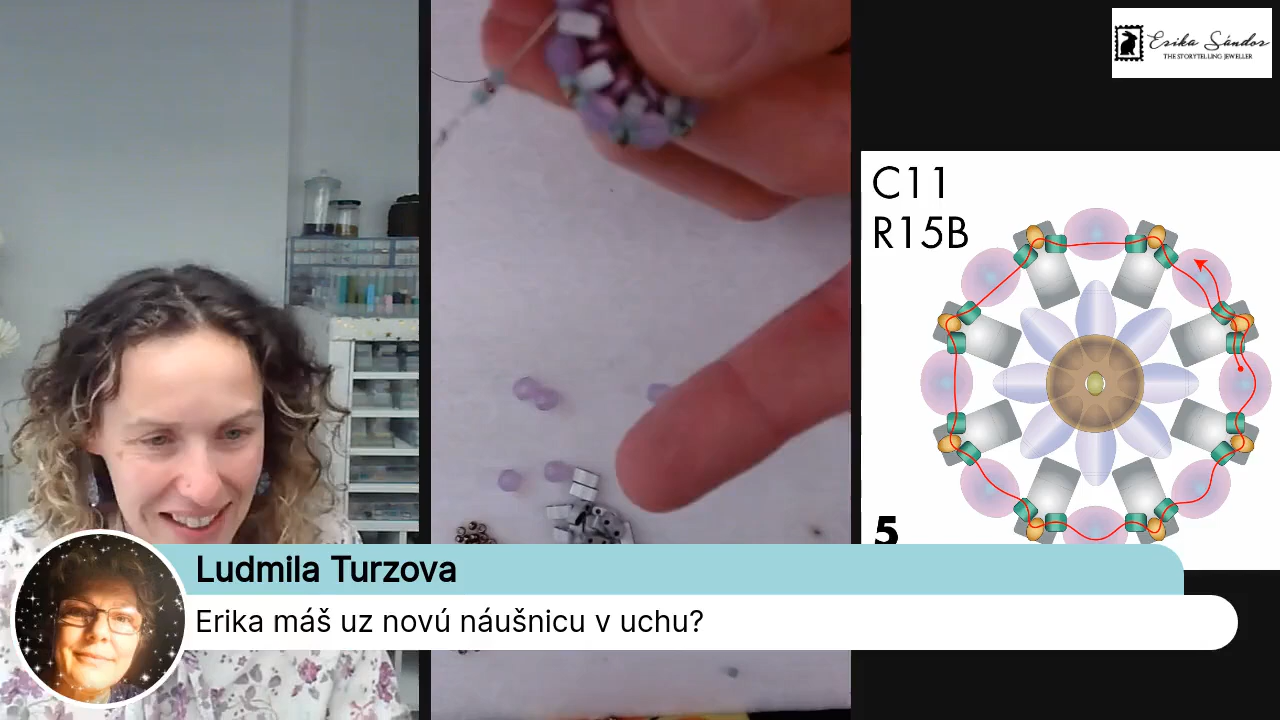 Erika Sándor
THE STORYTELLING JEWELLER
C11
R15B
5
Ludmila Turzova
Erika máš uz novú náušnicu v uchu?